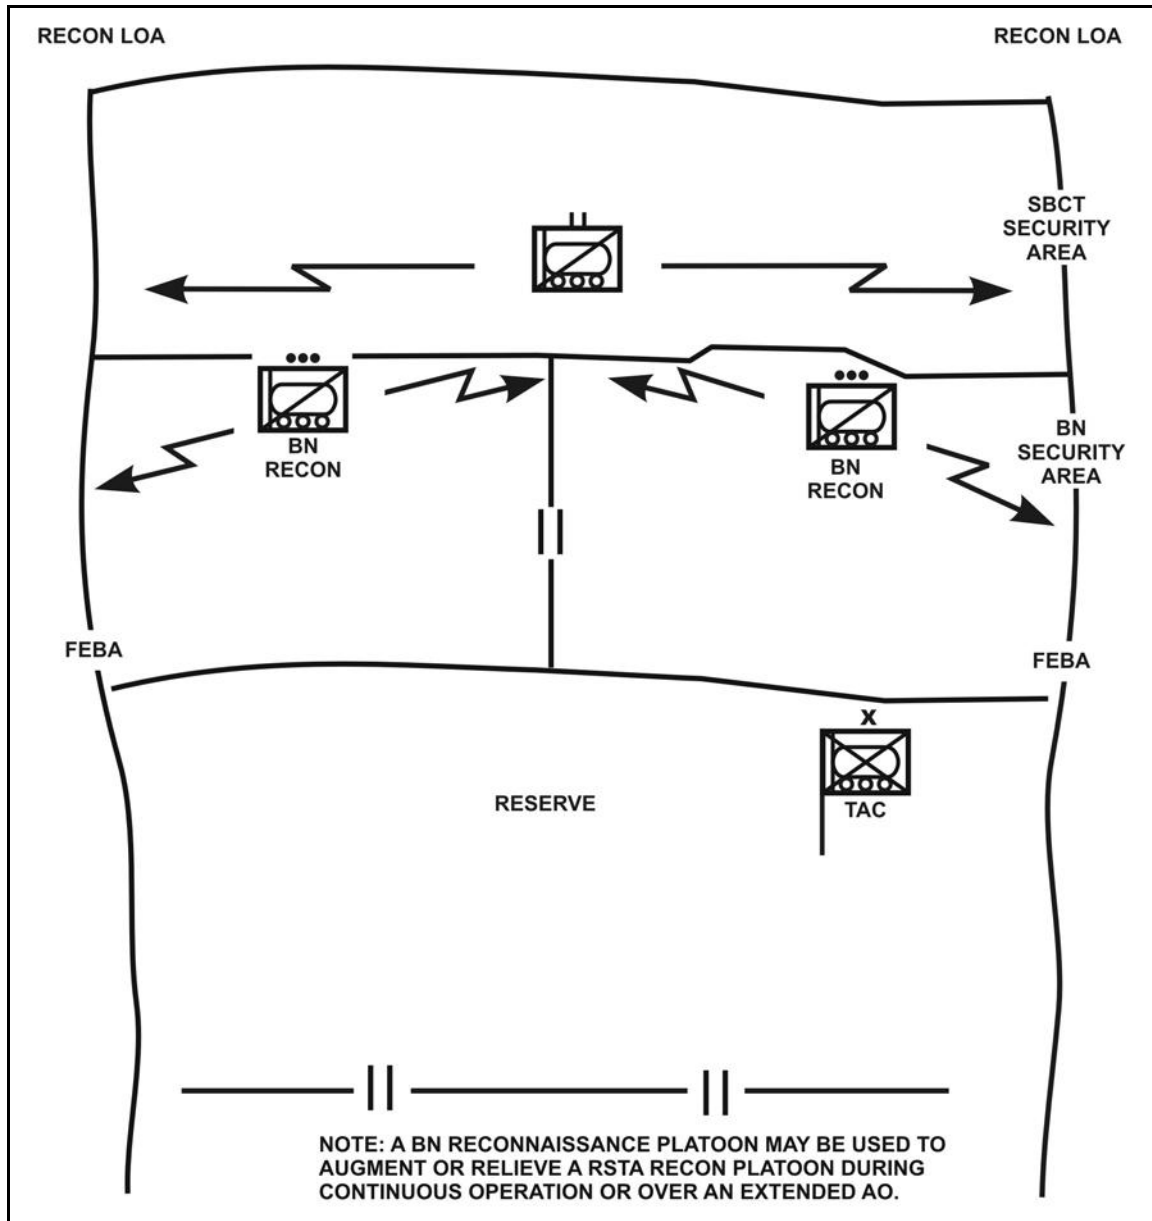 RECON LOA
RECON LOA
SBCT
SECURITY
AREA
BN
RECON
BN
RECON
BN
SECURITY
AREA
FEBA
FEBA
X
TAC
RESERVE
NOTE: A BN RECONNAISSANCE PLATOON MAY BE USED TO
AUGMENT OR RELIEVE A RSTA RECON PLATOON DURING
CONTINUOUS OPERATION OR OVER AN EXTENDED AO.